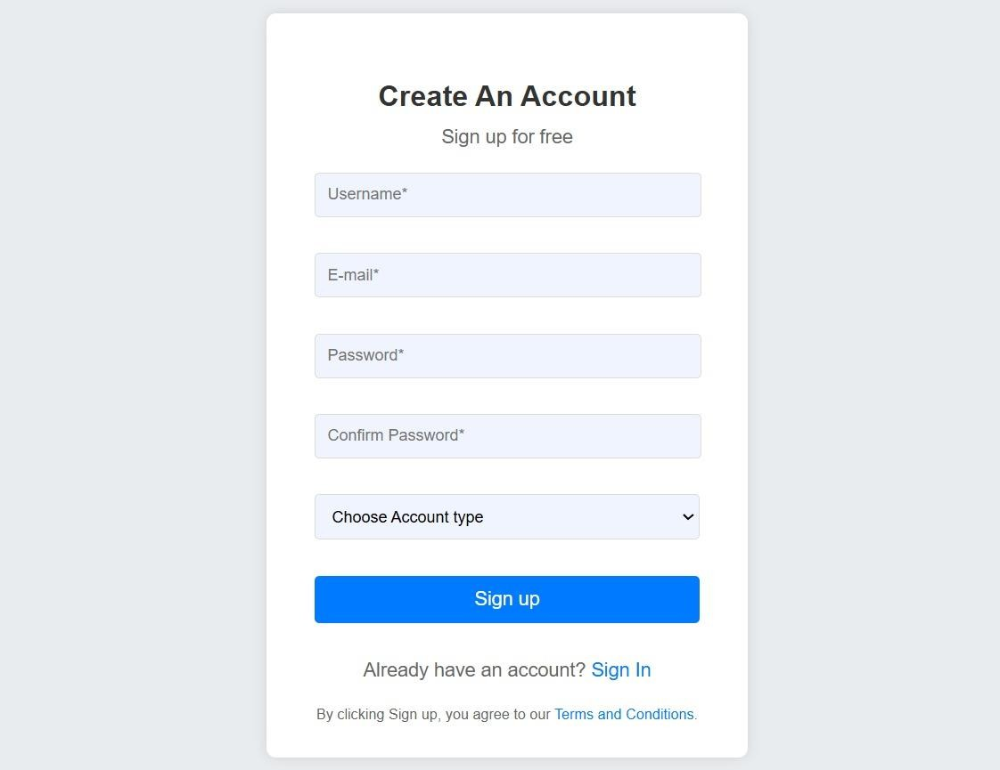 Create An Account
Sign up for free
Username*
E-mail*
Password*
Confirm Password*
Choose Account type
Sign up
Already have an account? Sign In
By clicking Sign up, you agree to our Terms and Conditions.